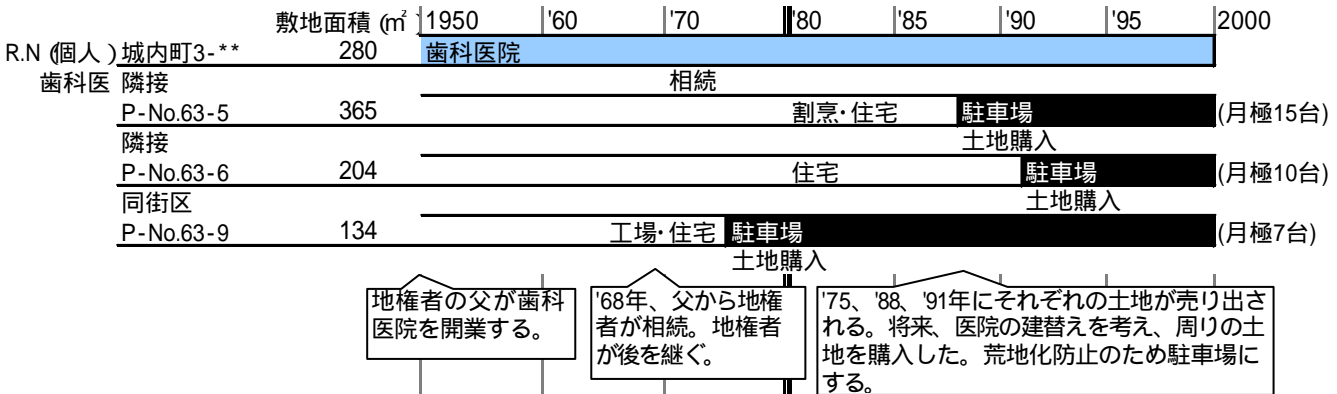 敷地面積 (㎡) 1950 '60 '70 '80 '85 '90 '95 2000
R.N (個人) 城内町3-** 280 歯科医院
歯科医 隣接 相続
P-No.63-5 365 割烹・住宅 駐車場 (月極15台)
隣接 土地購入
P-No.63-6 204 住宅 駐車場 (月極10台)
同街区 土地購入
P-No.63-9 134 工場・住宅 駐車場 (月極7台)
土地購入
地権者の父が歯科
医院を開業する。
'68年、父から地権
者が相続。地権者
が後を継ぐ。
'75、'88、'91年にそれぞれの土地が売り出さ
れる。将来、医院の建替えを考え、周りの土
地を購入した。荒地化防止のため駐車場に
する。